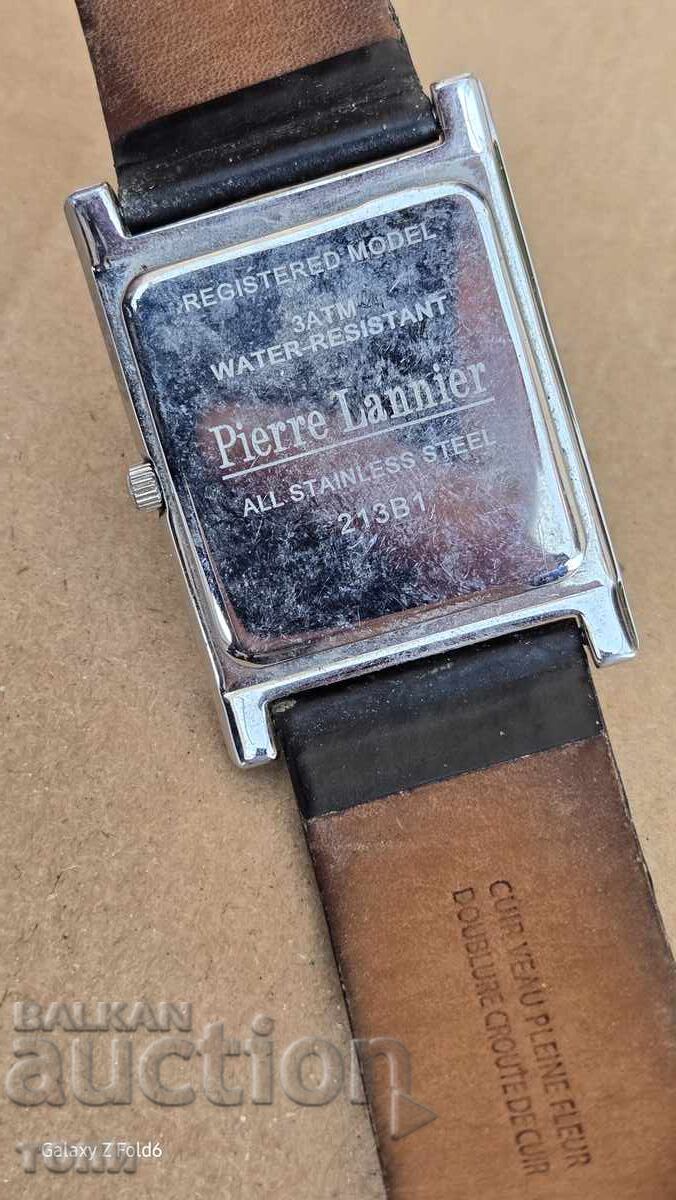 REGISTERED MODEL
3ATM
WATER-RESISTANT
Pierre Lannier
ALL STAINLESS STEEL
213B1
CUIR VEAU PLEINE FLEUR
DOUBLURE CROUTE DE CUIR
BALKAN
auction
Galaxy Z Fold6
ТОНИ